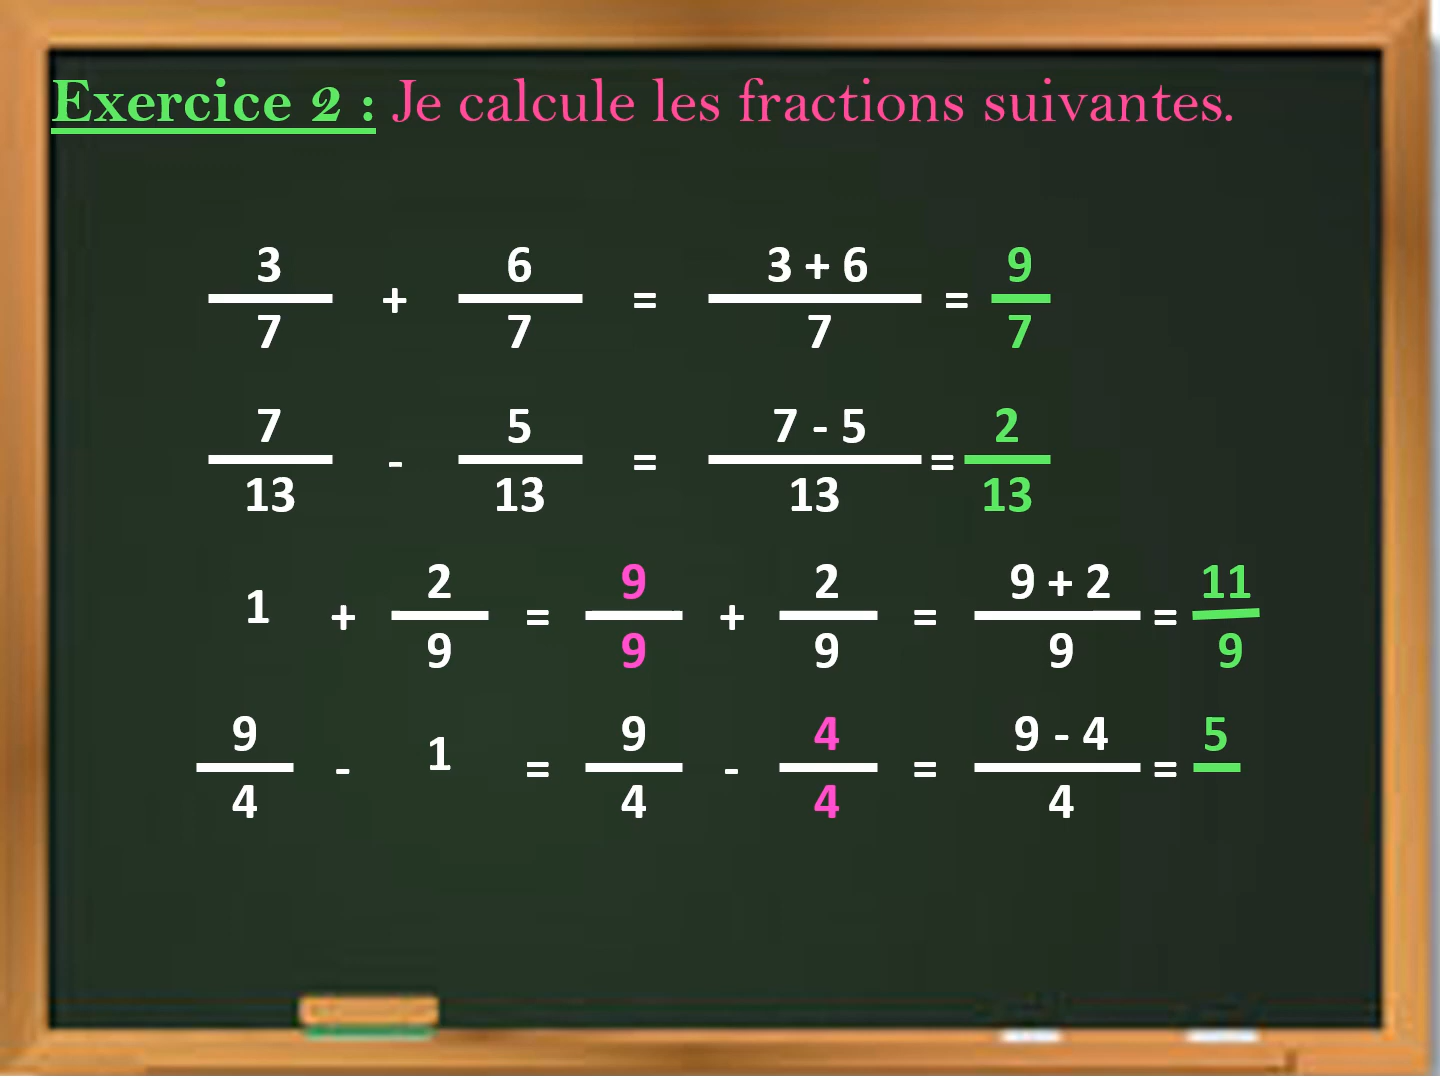 Exercice 2 : Je calcule les fractions suivantes.
3/7 + 6/7 = (3 + 6)/7 = 9/7
7/13 - 5/13 = (7 - 5)/13 = 2/13
1 + 2/9 = 9/9 + 2/9 = (9 + 2)/9 = 11/9
9/4 - 1 = 9/4 - 4/4 = (9 - 4)/4 = 5/